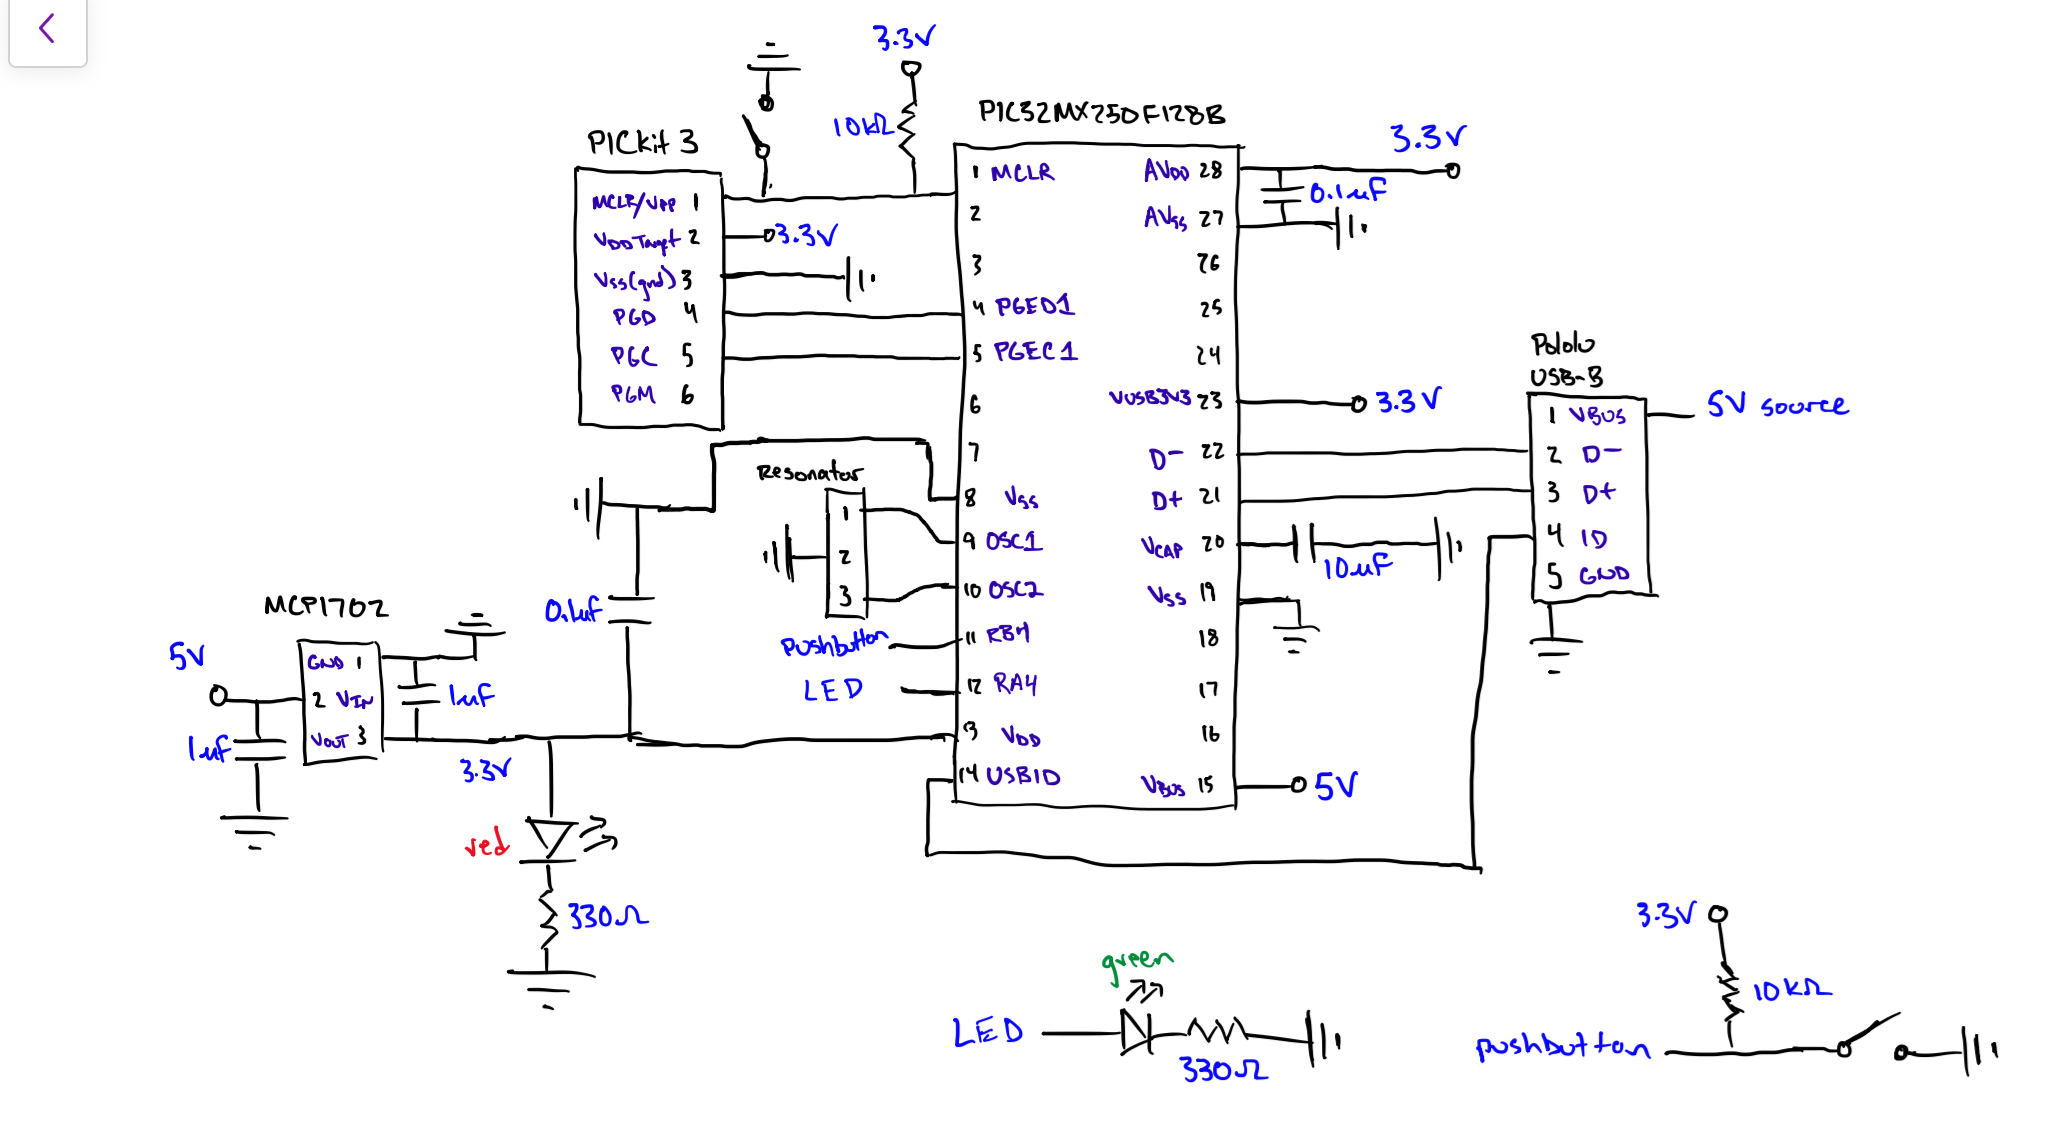 3.3V
10kΩ
PICkit 3
MCLR/VPP 1
VDD Target 2
3.3V
Vss(gnd) 3
PGD 4
PGC 5
PGM 6
PIC32MX250F128B
1 MCLR
2
3
4 PGED1
5 PGEC1
6
7
8 Vss
9 OSC1
10 OSC2
11 RB4
12 RA4
13 VDD
14 USBID
AVDD 28
AVss 27
26
25
24
VUSB3V3 23
D- 22
D+ 21
VCAP 20
Vss 19
18
17
16
VBUS 15
3.3V
0.1uF
3.3V
10uF
5V
Pololu
USB-B
1 VBUS
2 D-
3 D+
4 ID
5 GND
5V source
Resonator
1
2
3
Pushbutton
LED
0.1uf
MCP1702
5V
GND 1
2 VIN
VOUT 3
1uF
1uf
3.3V
red
330Ω
green
LED
330Ω
3.3V
10kΩ
pushbutton